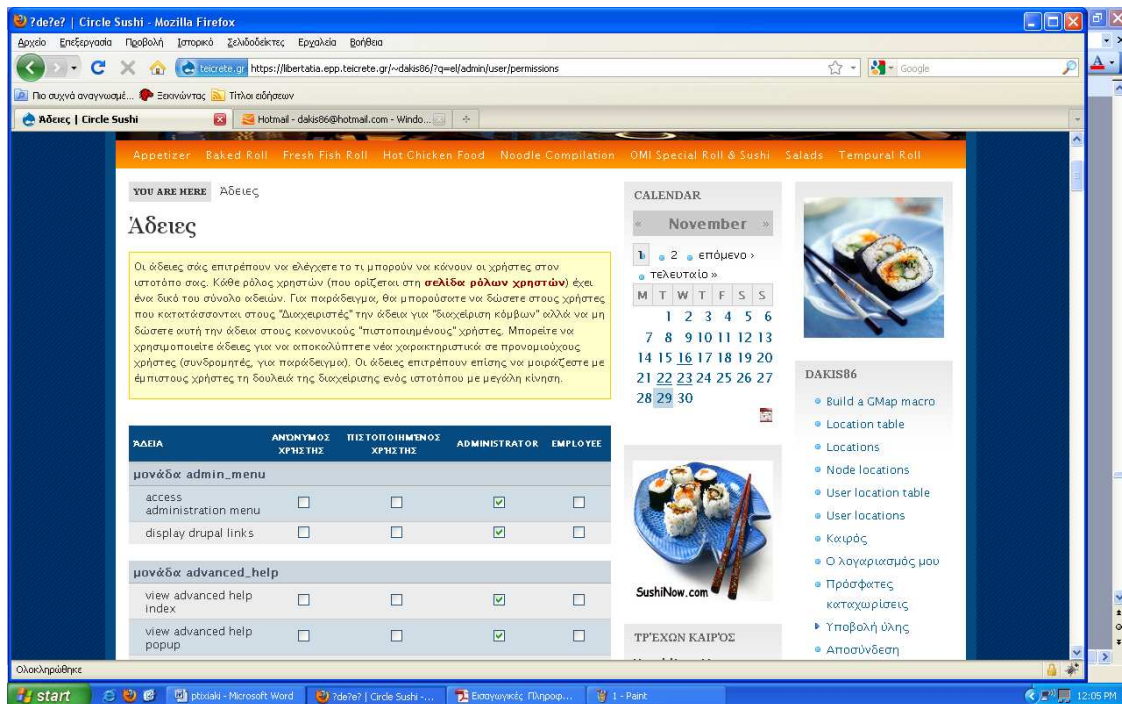 ?de?e? | Circle Sushi - Mozilla Firefox
Αρχείο Επεξεργασία Προβολή Ιστορικό Σελιδοδείκτες Εργαλεία Βοήθεια
teicrete.gr https://libertatia.epp.teicrete.gr/~dakis86/?q=el/admin/user/permissions
Google
Πιο συχνά αναγνωσμέ... Ξεκινώντας Τίτλοι ειδήσεων
Άδειες | Circle Sushi
Hotmail - dakis86@hotmail.com - Windo...
Appetizer Baked Roll Fresh Fish Roll Hot Chicken Food Noodle Compilation OMI Special Roll & Sushi Salads Tempural Roll
YOU ARE HERE Άδειες
Άδειες
Οι άδειες σάς επιτρέπουν να ελέγχετε το τι μπορούν να κάνουν οι χρήστες στον
ιστοτόπο σας. Κάθε ρόλος χρηστών (που ορίζεται στη σελίδα ρόλων χρηστών) έχει
ένα δικό του σύνολο αδειών. Για παράδειγμα, θα μπορούσατε να δώσετε στους χρήστες
που κατατάσσονται στους "Διαχειριστές" την άδεια για "διαχείριση κόμβων" αλλά να μη
δώσετε αυτή την άδεια στους κανονικούς "πιστοποιημένους" χρήστες. Μπορείτε να
χρησιμοποιείτε άδειες για να αποκαλύπτετε νέα χαρακτηριστικά σε προνομιούχους
χρήστες (συνδρομητές, για παράδειγμα). Οι άδειες επιτρέπουν επίσης να μοιράζεστε με
έμπιστους χρήστες τη δουλειά της διαχείρισης ενός ιστοτόπου με μεγάλη κίνηση.
ΆΔΕΙΑ ΑΝΏΝΥΜΟΣ ΧΡΉΣΤΗΣ ΠΙΣΤΟΠΟΙΗΜΈΝΟΣ ΧΡΉΣΤΗΣ ADMINISTRATOR EMPLOYEE
μονάδα admin_menu
access
administration menu
display drupal links
μονάδα advanced_help
view advanced help
index
view advanced help
popup
CALENDAR
« November »
1 2 επόμενο ›
τελευταίο »
M T W T F S S
1 2 3 4 5 6
7 8 9 10 11 12 13
14 15 16 17 18 19 20
21 22 23 24 25 26 27
28 29 30
SushiNow.com
ΤΡΈΧΩΝ ΚΑΙΡΌΣ
DAKIS86
Build a GMap macro
Location table
Locations
Node locations
User location table
User locations
Καιρός
Ο λογαριασμός μου
Πρόσφατες
καταχωρίσεις
Υποβολή ύλης
Αποσύνδεση
Ολοκληρώθηκε
start
ptixiaki - Microsoft Word
?de?e? | Circle Sushi -...
Εισαγωγικές Πληροφ...
1 - Paint
12:05 PM